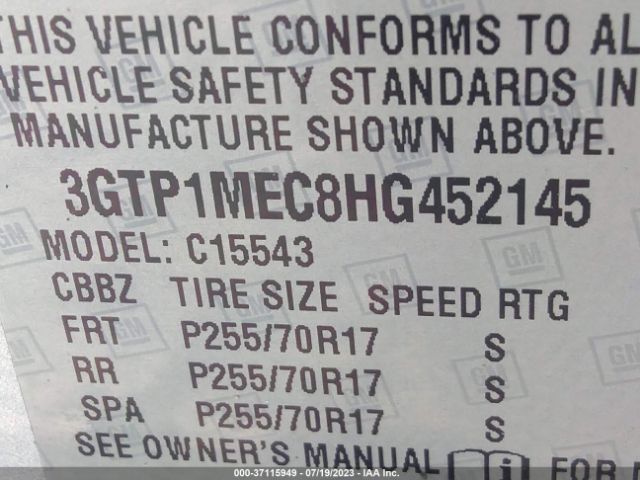 THIS VEHICLE CONFORMS TO AL
VEHICLE SAFETY STANDARDS IN
MANUFACTURE SHOWN ABOVE.
3GTP1MEC8HG452145
MODEL: C15543
CBBZ TIRE SIZE SPEED RTG
FRT P255/70R17 S
RR P255/70R17 S
SPA P255/70R17 S
SEE OWNER'S MANUAL i FOR
000-37115949 - 07/19/2023 - IAA Inc.